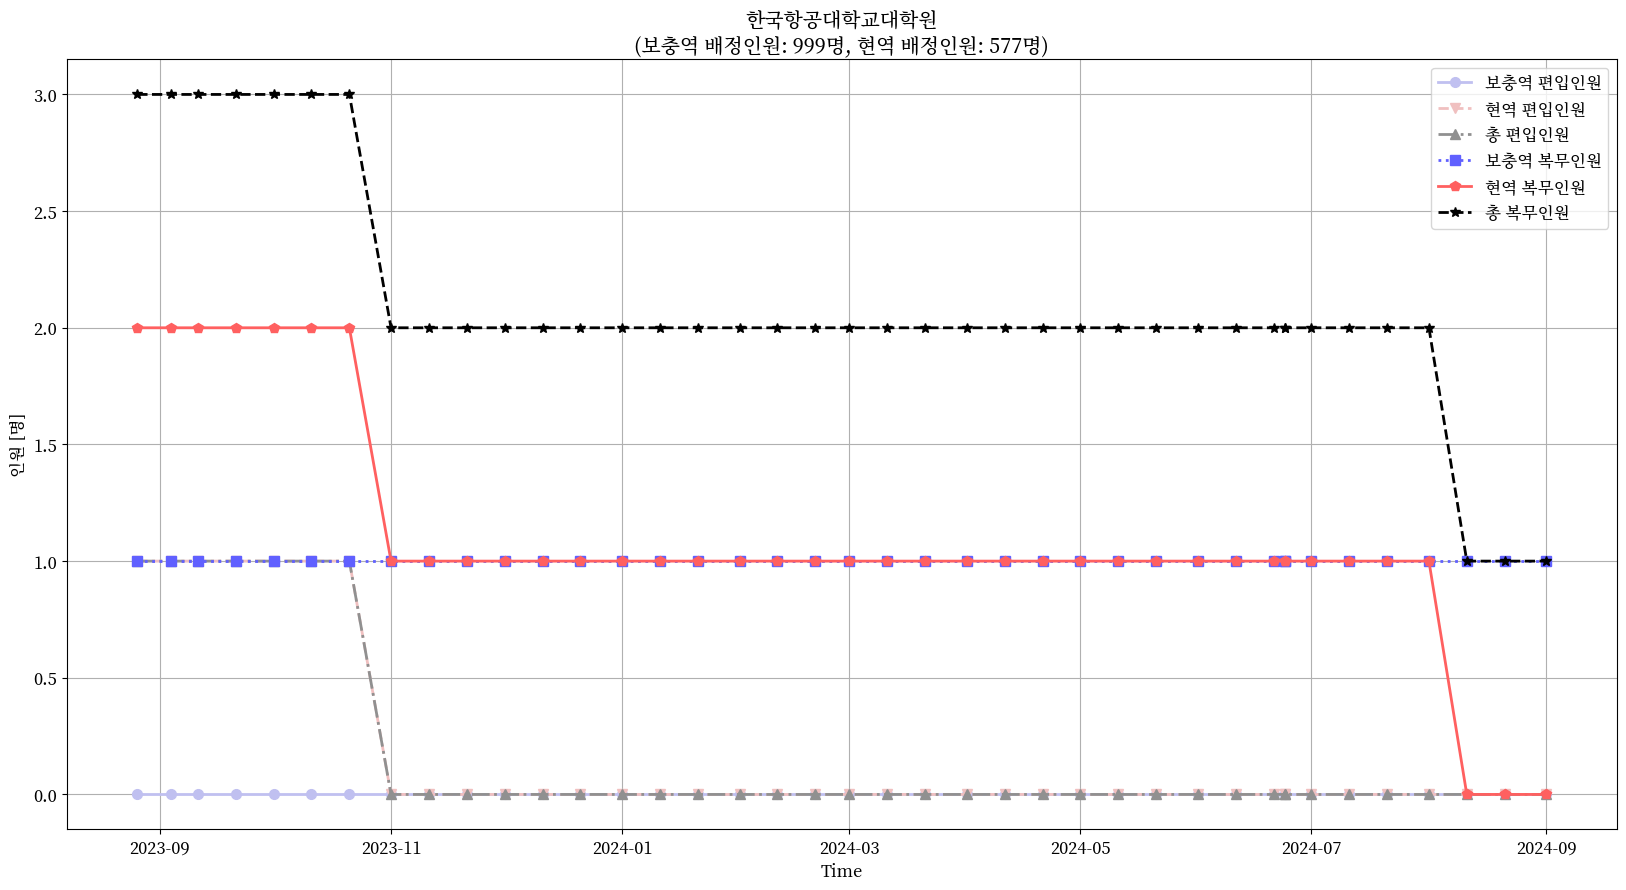 한국항공대학교대학원
(보충역 배정인원: 999명, 현역 배정인원: 577명)
보충역 편입인원
현역 편입인원
총 편입인원
보충역 복무인원
현역 복무인원
총 복무인원
인원 [명]
3.0
2.5
2.0
1.5
1.0
0.5
0.0
2023-09
2023-11
2024-01
2024-03
2024-05
2024-07
2024-09
Time